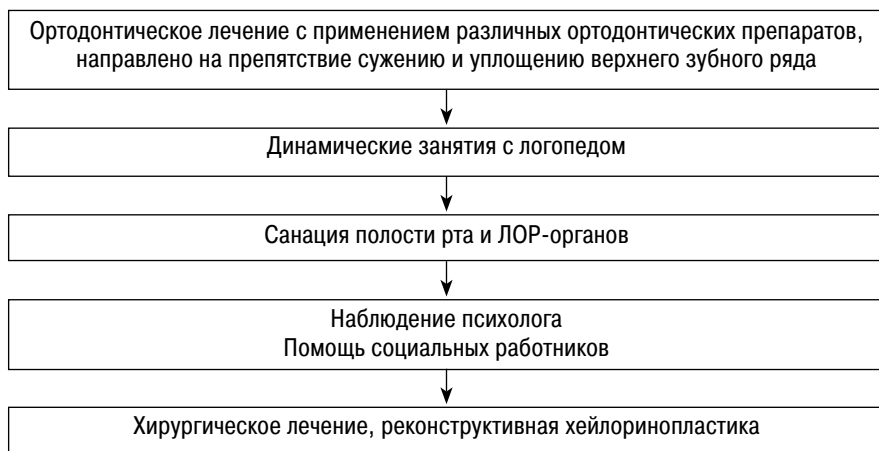 Ортодонтическое лечение с применением различных ортодонтических препаратов,
направлено на препятствие сужению и уплощению верхнего зубного ряда
Динамические занятия с логопедом
Санация полости рта и ЛОР-органов
Наблюдение психолога
Помощь социальных работников
Хирургическое лечение, реконструктивная хейлоринопластика